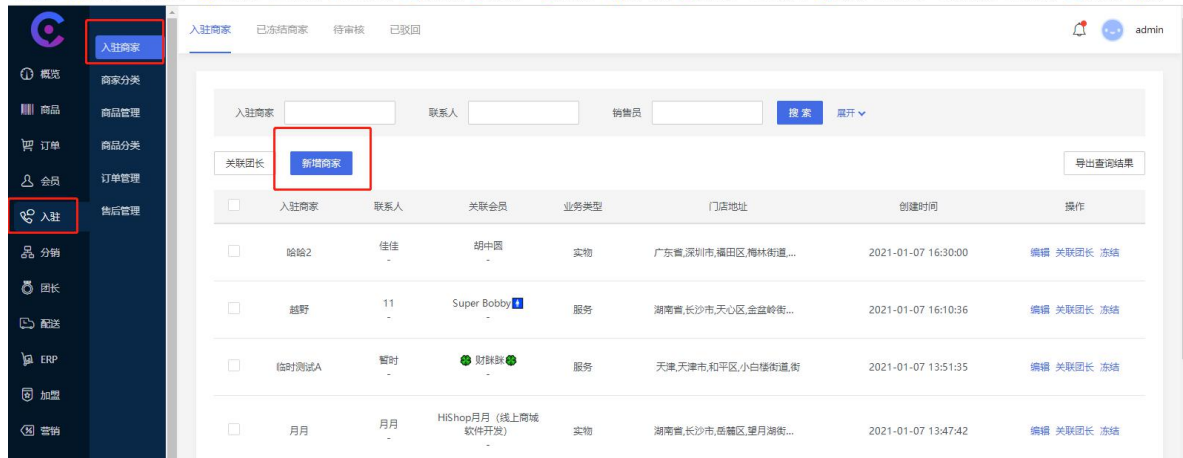 入驻商家 已冻结商家 待审核 已驳回 admin
入驻商家
概览
商品
订单
会员
入驻
分销
团长
配送
ERP
加盟
营销
商家分类
商品管理
商品分类
订单管理
售后管理
入驻商家 联系人 销售员 搜索 展开
关联团长 新增商家 导出查询结果
入驻商家 联系人 关联会员 业务类型 门店地址 创建时间 操作
哈哈2 佳佳 胡中圆 实物 广东省,深圳市,福田区,梅林街道,... 2021-01-07 16:30:00 编辑 关联团长 冻结
- -
越野 11 Super Bobby 服务 湖南省,长沙市,天心区,金盆岭街... 2021-01-07 16:10:36 编辑 关联团长 冻结
- -
临时测试A 暂时 🍀 财咪咪 🍀 服务 天津,天津市,和平区,小白楼街道,街 2021-01-07 13:51:35 编辑 关联团长 冻结
- -
月月 月月 HiShop月月（线上商城 实物 湖南省,长沙市,岳麓区,望月湖街... 2021-01-07 13:47:42 编辑 关联团长 冻结
- 软件开发）
-